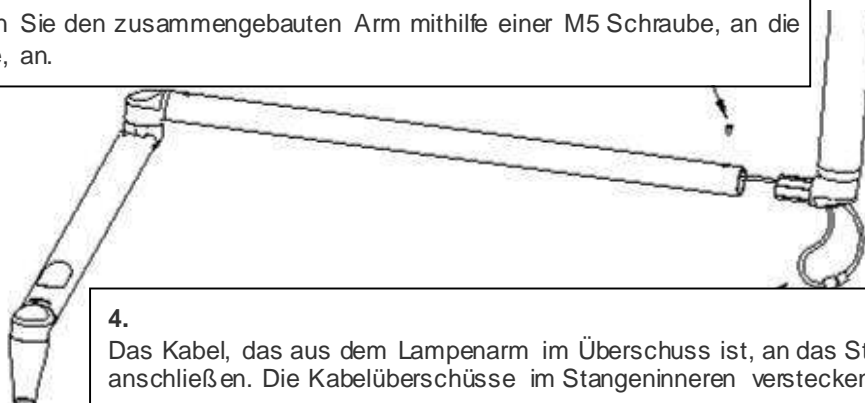 Sie den zusammengebauten Arm mithilfe einer M5 Schraube, an die
an.
4.
Das Kabel, das aus dem Lampenarm im Überschuss ist, an das
anschließen. Die Kabelüberschüsse im Stangeninneren verstecken